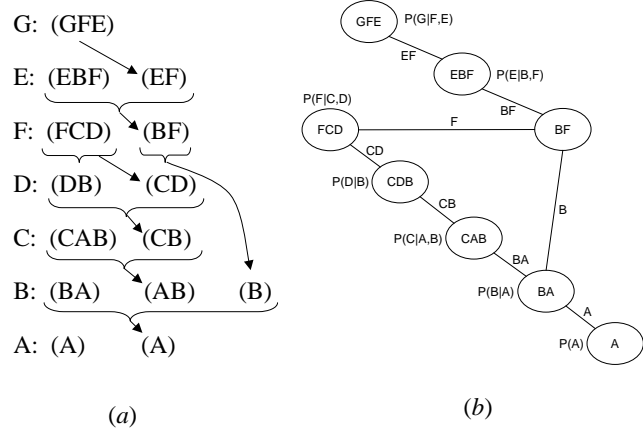 G: (GFE)
E: (EBF) (EF)
F: (FCD) (BF)
D: (DB) (CD)
C: (CAB) (CB)
B: (BA) (AB) (B)
A: (A) (A)
(a)
GFE P(G|F,E)
EF
EBF P(E|B,F)
BF
P(F|C,D)
FCD F BF
CD
P(D|B) CDB
CB
B
P(C|A,B) CAB
BA
P(B|A) BA
A
P(A) A
(b)